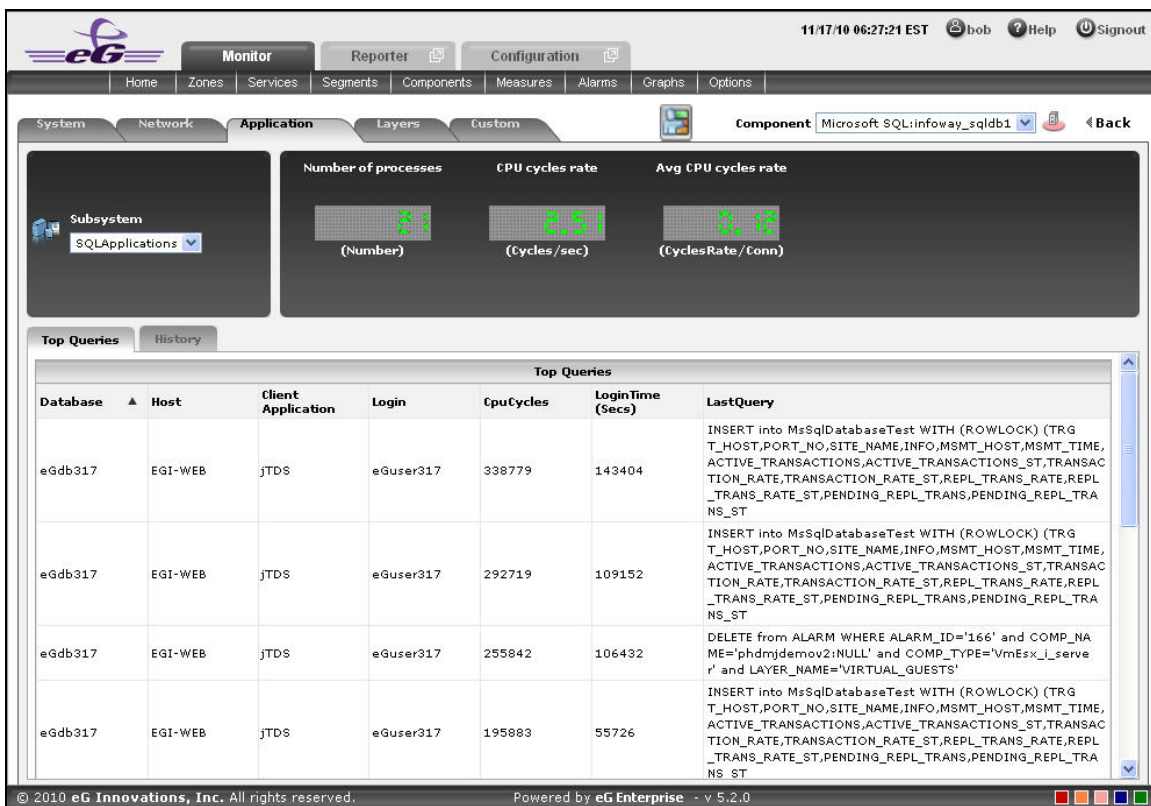 11/17/10 06:27:21 EST bob Help Signout
eG
Monitor Reporter Configuration
Home Zones Services Segments Components Measures Alarms Graphs Options
System Network Application Layers Custom Component Microsoft SQL:infoway_sqldb1 Back
Number of processes CPU cycles rate Avg CPU cycles rate
Subsystem
SQLApplications
21 2.51 0.12
(Number) (Cycles/sec) (CyclesRate/Conn)
Top Queries History
Top Queries
Database Host Client Application Login CpuCycles LoginTime (Secs) LastQuery
eGdb317 EGI-WEB jTDS eGuser317 338779 143404
INSERT into MsSqlDatabaseTest WITH (ROWLOCK) (TRG
T_HOST,PORT_NO,SITE_NAME,INFO,MSMT_HOST,MSMT_TIME,
ACTIVE_TRANSACTIONS,ACTIVE_TRANSACTIONS_ST,TRANSAC
TION_RATE,TRANSACTION_RATE_ST,REPL_TRANS_RATE,REPL
_TRANS_RATE_ST,PENDING_REPL_TRANS,PENDING_REPL_TRA
NS_ST
eGdb317 EGI-WEB jTDS eGuser317 292719 109152
INSERT into MsSqlDatabaseTest WITH (ROWLOCK) (TRG
T_HOST,PORT_NO,SITE_NAME,INFO,MSMT_HOST,MSMT_TIME,
ACTIVE_TRANSACTIONS,ACTIVE_TRANSACTIONS_ST,TRANSAC
TION_RATE,TRANSACTION_RATE_ST,REPL_TRANS_RATE,REPL
_TRANS_RATE_ST,PENDING_REPL_TRANS,PENDING_REPL_TRA
NS_ST
eGdb317 EGI-WEB jTDS eGuser317 255842 106432
DELETE from ALARM WHERE ALARM_ID='166' and COMP_NA
ME='phdmjdemov2:NULL' and COMP_TYPE='VmEsx_i_serve
r' and LAYER_NAME='VIRTUAL_GUESTS'
eGdb317 EGI-WEB jTDS eGuser317 195883 55726
INSERT into MsSqlDatabaseTest WITH (ROWLOCK) (TRG
T_HOST,PORT_NO,SITE_NAME,INFO,MSMT_HOST,MSMT_TIME,
ACTIVE_TRANSACTIONS,ACTIVE_TRANSACTIONS_ST,TRANSAC
TION_RATE,TRANSACTION_RATE_ST,REPL_TRANS_RATE,REPL
_TRANS_RATE_ST,PENDING_REPL_TRANS,PENDING_REPL_TRA
NS_ST
© 2010 eG Innovations, Inc. All rights reserved. Powered by eG Enterprise - v 5.2.0